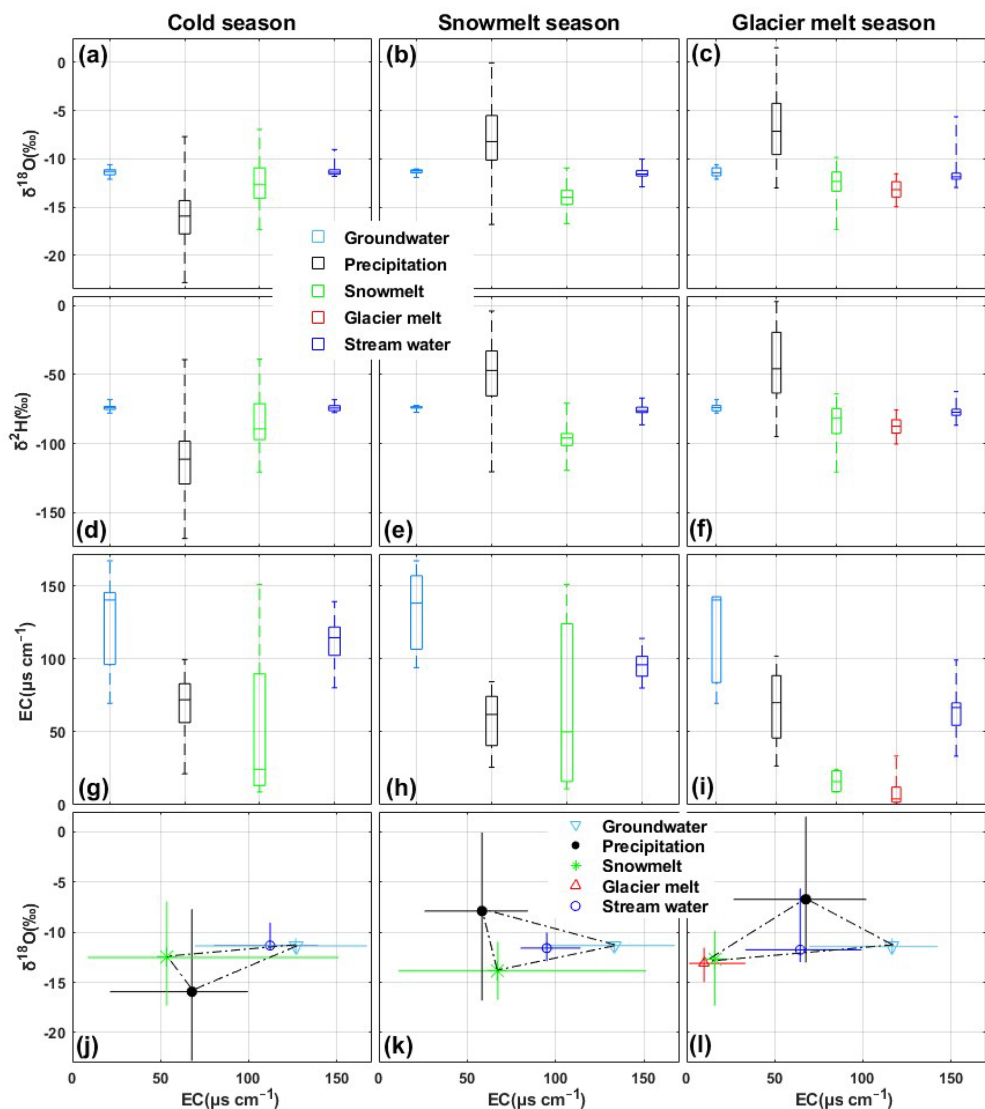 Cold season
Snowmelt season
Glacier melt season
(a)
(b)
(c)
0
-5
-10
-15
-20
δ¹⁸O(‰)
Groundwater
Precipitation
Snowmelt
Glacier melt
Stream water
0
-50
-100
-150
δ²H(‰)
(d)
(e)
(f)
150
100
50
0
EC(µs cm⁻¹)
(g)
(h)
(i)
Groundwater
Precipitation
Snowmelt
Glacier melt
Stream water
0
-5
-10
-15
-20
δ¹⁸O(‰)
(j)
(k)
(l)
0 50 100 150 0 50 100 150 0 50 100 150
EC(µs cm⁻¹) EC(µs cm⁻¹) EC(µs cm⁻¹)